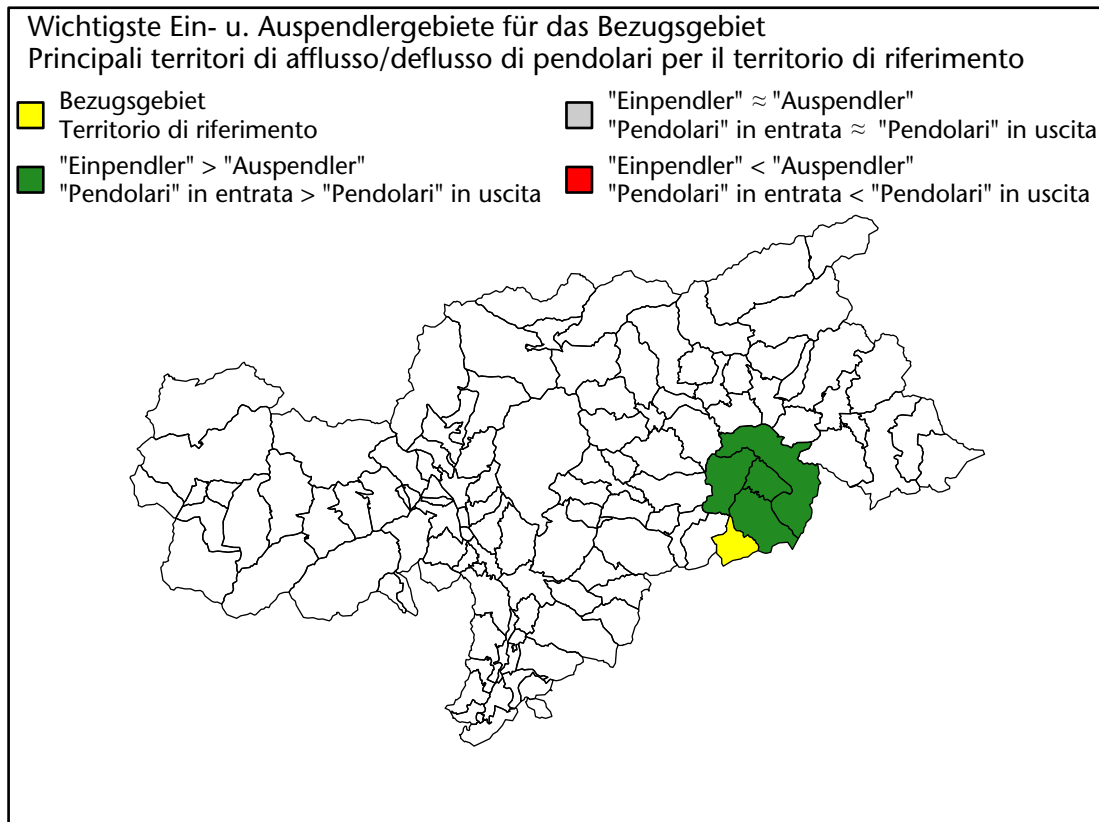 Wichtigste Ein- u. Auspendlergebiete für das Bezugsgebiet
Principali territori di afflusso/deflusso di pendolari per il territorio di riferimento
Bezugsgebiet
Territorio di riferimento
"Einpendler" > "Auspendler"
"Pendolari" in entrata > "Pendolari" in uscita
"Einpendler" ≈ "Auspendler"
"Pendolari" in entrata ≈ "Pendolari" in uscita
"Einpendler" < "Auspendler"
"Pendolari" in entrata < "Pendolari" in uscita